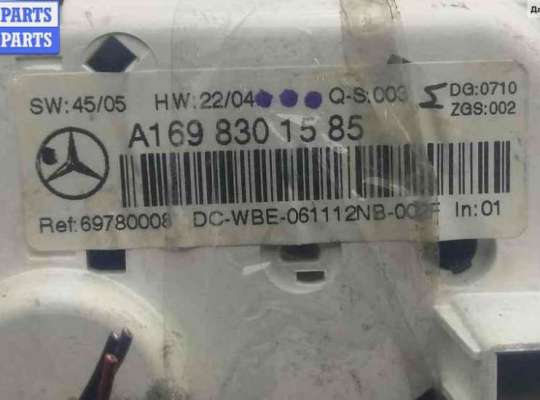 PARTS
PARTS
SW:45/05 HW:22/04 Q-S:003 DG:0710
ZGS:002
A169 830 15 85
Ref:69780008 DC-WBE-061112NB-002F In:01